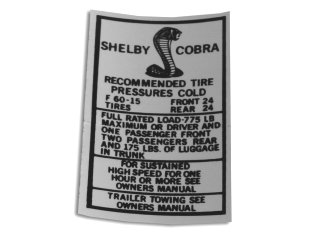 SHELBY COBRA
RECOMMENDED TIRE
PRESSURES COLD
F 60-15 FRONT 24
TIRES REAR 24
FULL RATED LOAD-775 LB
MAXIMUM OR DRIVER AND
ONE PASSENGER FRONT
TWO PASSENGERS REAR
AND 175 LBS. OF LUGGAGE
IN TRUNK
FOR SUSTAINED
HIGH SPEED FOR ONE
HOUR OR MORE SEE
OWNERS MANUAL
TRAILER TOWING SEE
OWNERS MANUAL